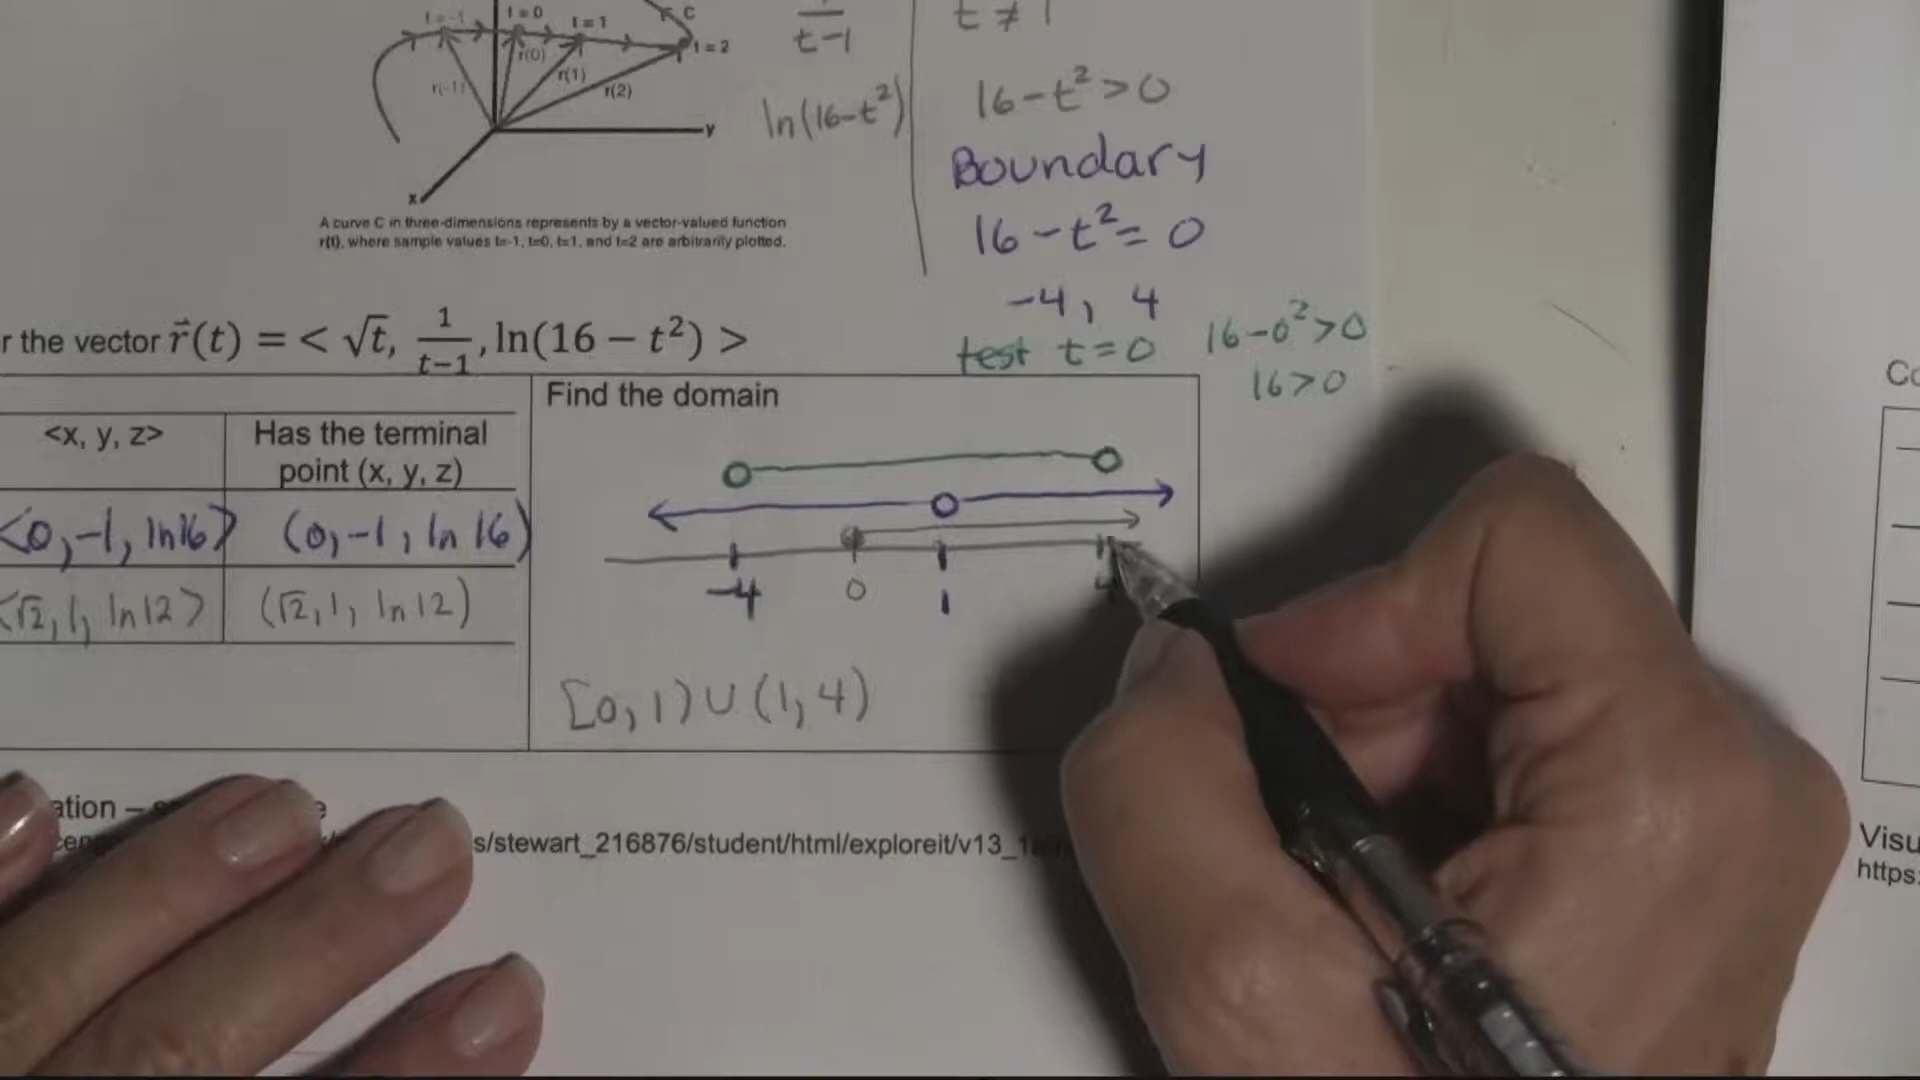 t=-1 t=0 t=1 C t=2
r(-1) r(0) r(1) r(2)
y
x
A curve C in three-dimensions represents by a vector-valued function
r(t), where sample values t=-1, t=0, t=1, and t=2 are arbitrarily plotted.
t-1
ln(16-t²)
t ≠ 1
16-t²>0
Boundary
16-t²=0
-4, 4
test t=0
16-0²>0
16>0
r the vector r⃗(t) = < √t, 1/(t−1), ln(16 − t²) >
<x, y, z>
Has the terminal
point (x, y, z)
<0,-1, ln16>
(0,-1, ln 16)
<√2, 1, ln12>
(√2, 1, ln 12)
Find the domain
-4 0 1 4
[0,1)∪(1,4)
ation –
s/stewart_216876/student/html/exploreit/v13_1
Co
Visu
https: